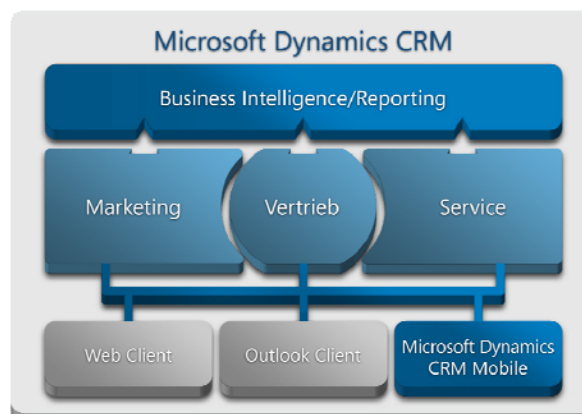 Microsoft Dynamics CRM
Business Intelligence/Reporting
Marketing
Vertrieb
Service
Web Client
Outlook Client
Microsoft Dynamics
CRM Mobile